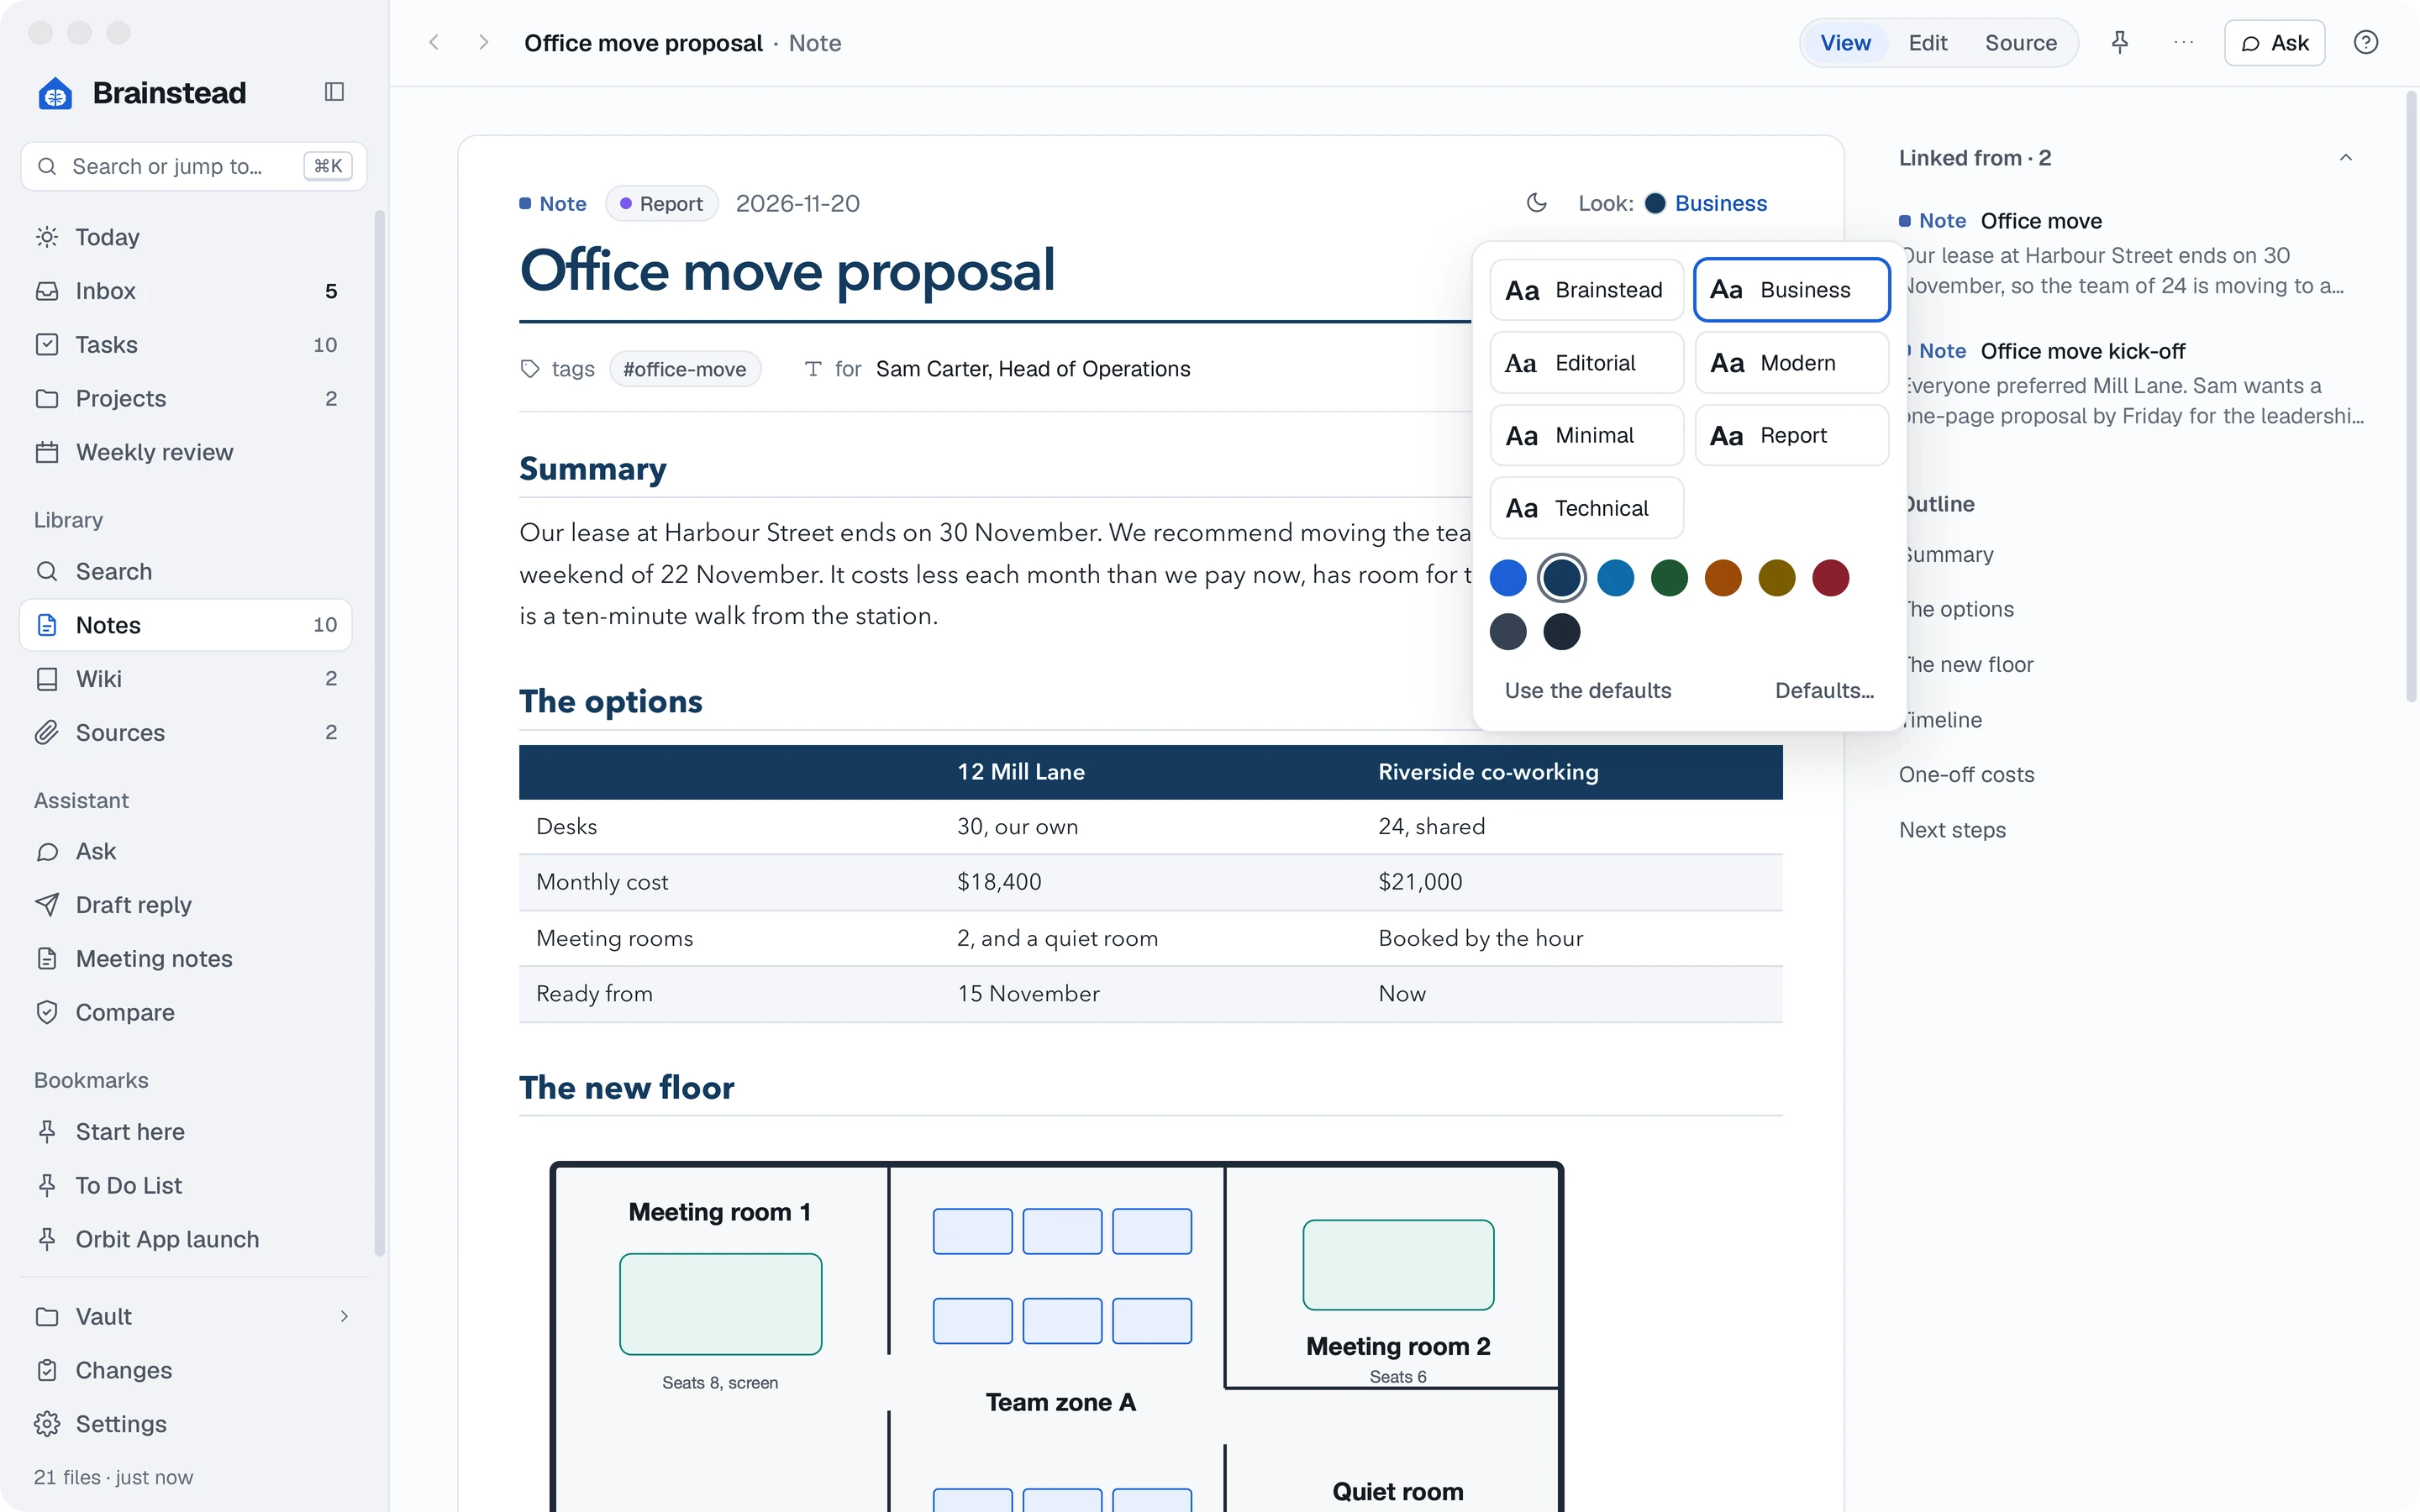 Brainstead
Search or jump to... ⌘K
Today
Inbox 5
Tasks 10
Projects 2
Weekly review
Library
Search
Notes 10
Wiki 2
Sources 2
Assistant
Ask
Draft reply
Meeting notes
Compare
Bookmarks
Start here
To Do List
Orbit App launch
Vault
Changes
Settings
21 files · just now
Office move proposal · Note
View Edit Source
Ask
Note Report 2026-11-20
Look: Business
Office move proposal
tags #office-move for Sam Carter, Head of Operations
Summary
Our lease at Harbour Street ends on 30 November. We recommend moving the
weekend of 22 November. It costs less each month than we pay now, has room for
is a ten-minute walk from the station.
Aa Brainstead Aa Business
Aa Editorial Aa Modern
Aa Minimal Aa Report
Aa Technical
Use the defaults Defaults...
The options
12 Mill Lane Riverside co-working
Desks 30, our own 24, shared
Monthly cost $18,400 $21,000
Meeting rooms 2, and a quiet room Booked by the hour
Ready from 15 November Now
The new floor
Meeting room 1
Seats 8, screen
Team zone A
Meeting room 2
Seats 6
Quiet room
Linked from · 2
Note Office move
Our lease at Harbour Street ends on 30
November, so the team of 24 is moving to a...
Note Office move kick-off
Everyone preferred Mill Lane. Sam wants a
one-page proposal by Friday for the leadershi...
Outline
Summary
The options
The new floor
Timeline
One-off costs
Next steps